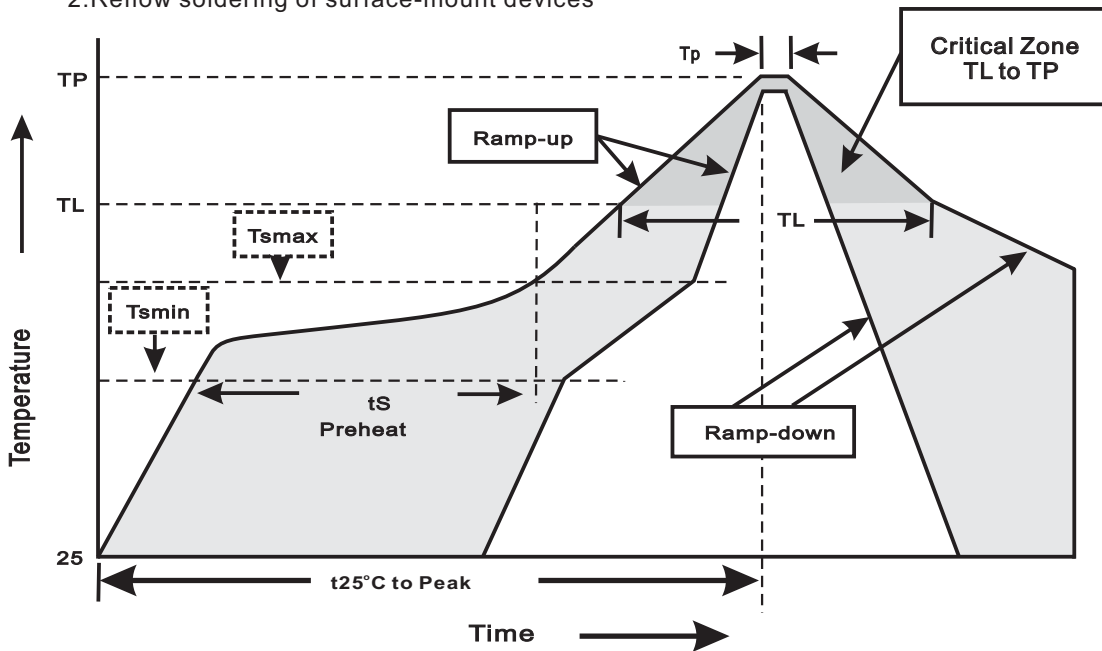 2.Reflow soldering of surface-mount devices
Tp
Critical Zone
TL to TP
TP
Ramp-up
TL
TL
Tsmax
Tsmin
tS
Preheat
Ramp-down
Temperature
25
t25°C to Peak
Time